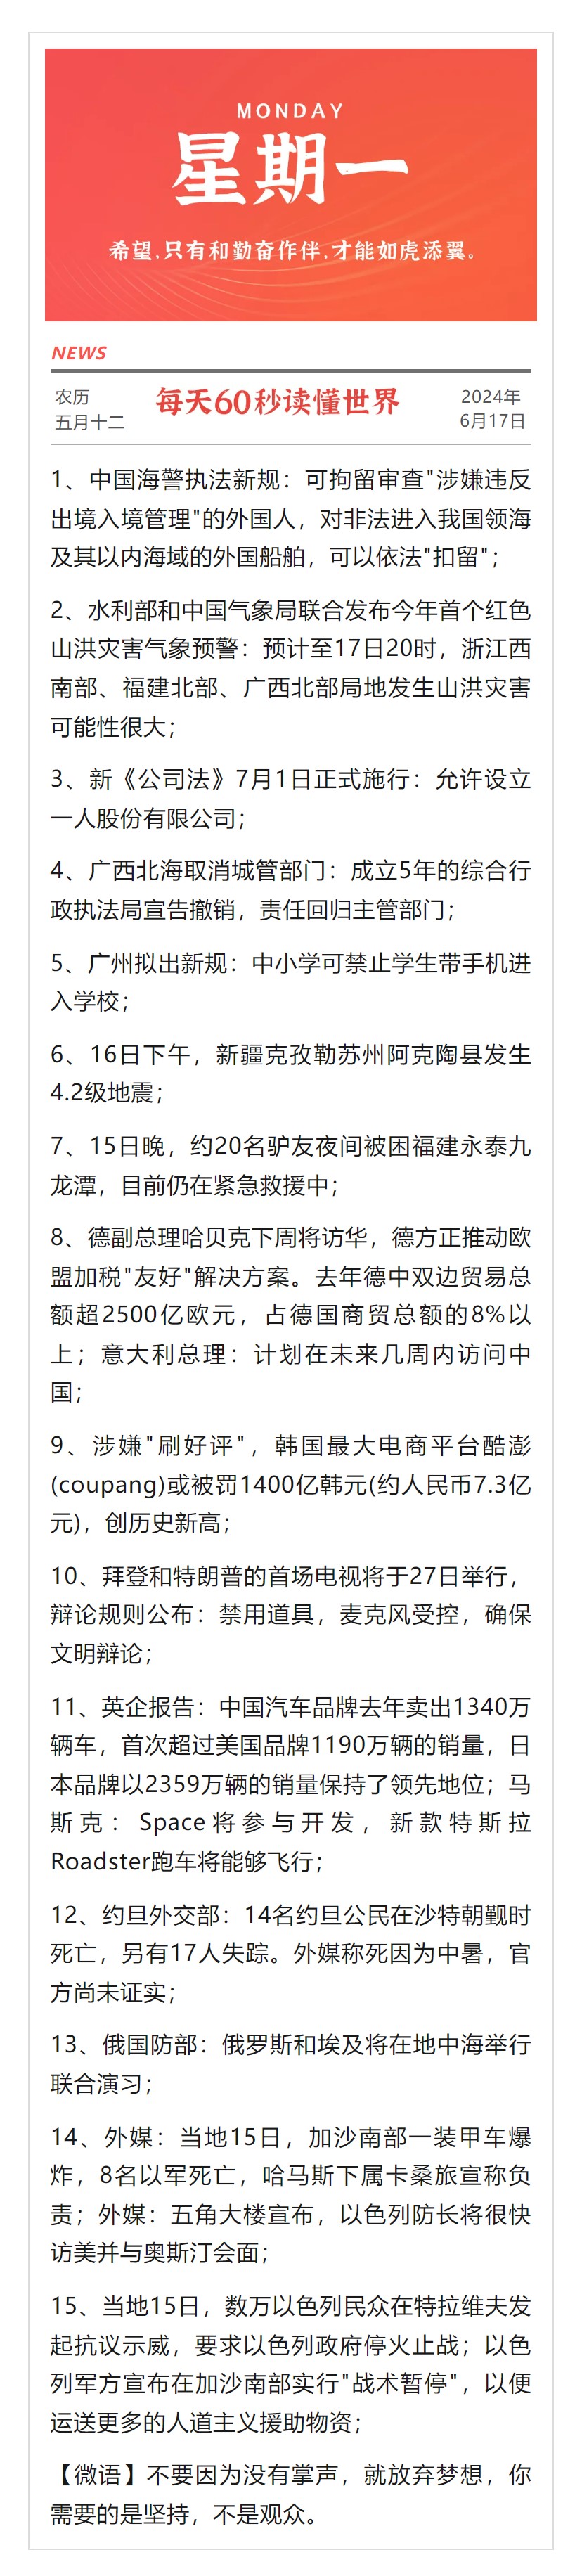 MONDAY
星期一
希望,只有和勤奋作伴,才能如虎添翼。
NEWS
农历
五月十二
每天60秒读懂世界
2024年
6月17日
1、中国海警执法新规：可拘留审查"涉嫌违反
出境入境管理"的外国人，对非法进入我国领海
及其以内海域的外国船舶，可以依法"扣留"；
2、水利部和中国气象局联合发布今年首个红色
山洪灾害气象预警：预计至17日20时，浙江西
南部、福建北部、广西北部局地发生山洪灾害
可能性很大；
3、新《公司法》7月1日正式施行：允许设立
一人股份有限公司；
4、广西北海取消城管部门：成立5年的综合行
政执法局宣告撤销，责任回归主管部门；
5、广州拟出新规：中小学可禁止学生带手机进
入学校；
6、16日下午，新疆克孜勒苏州阿克陶县发生
4.2级地震；
7、15日晚，约20名驴友夜间被困福建永泰九
龙潭，目前仍在紧急救援中；
8、德副总理哈贝克下周将访华，德方正推动欧
盟加税"友好"解决方案。去年德中双边贸易总
额超2500亿欧元，占德国商贸总额的8%以
上；意大利总理：计划在未来几周内访问中
国；
9、涉嫌"刷好评"，韩国最大电商平台酷澎
(coupang)或被罚1400亿韩元(约人民币7.3亿
元)，创历史新高；
10、拜登和特朗普的首场电视将于27日举行，
辩论规则公布：禁用道具，麦克风受控，确保
文明辩论；
11、英企报告：中国汽车品牌去年卖出1340万
辆车，首次超过美国品牌1190万辆的销量，日
本品牌以2359万辆的销量保持了领先地位；马
斯克：Space将参与开发，新款特斯拉
Roadster跑车将能够飞行；
12、约旦外交部：14名约旦公民在沙特朝觐时
死亡，另有17人失踪。外媒称死因为中暑，官
方尚未证实；
13、俄国防部：俄罗斯和埃及将在地中海举行
联合演习；
14、外媒：当地15日，加沙南部一装甲车爆
炸，8名以军死亡，哈马斯下属卡桑旅宣称负
责；外媒：五角大楼宣布，以色列防长将很快
访美并与奥斯汀会面；
15、当地15日，数万以色列民众在特拉维夫发
起抗议示威，要求以色列政府停火止战；以色
列军方宣布在加沙南部实行"战术暂停"，以便
运送更多的人道主义援助物资；
【微语】不要因为没有掌声，就放弃梦想，你
需要的是坚持，不是观众。